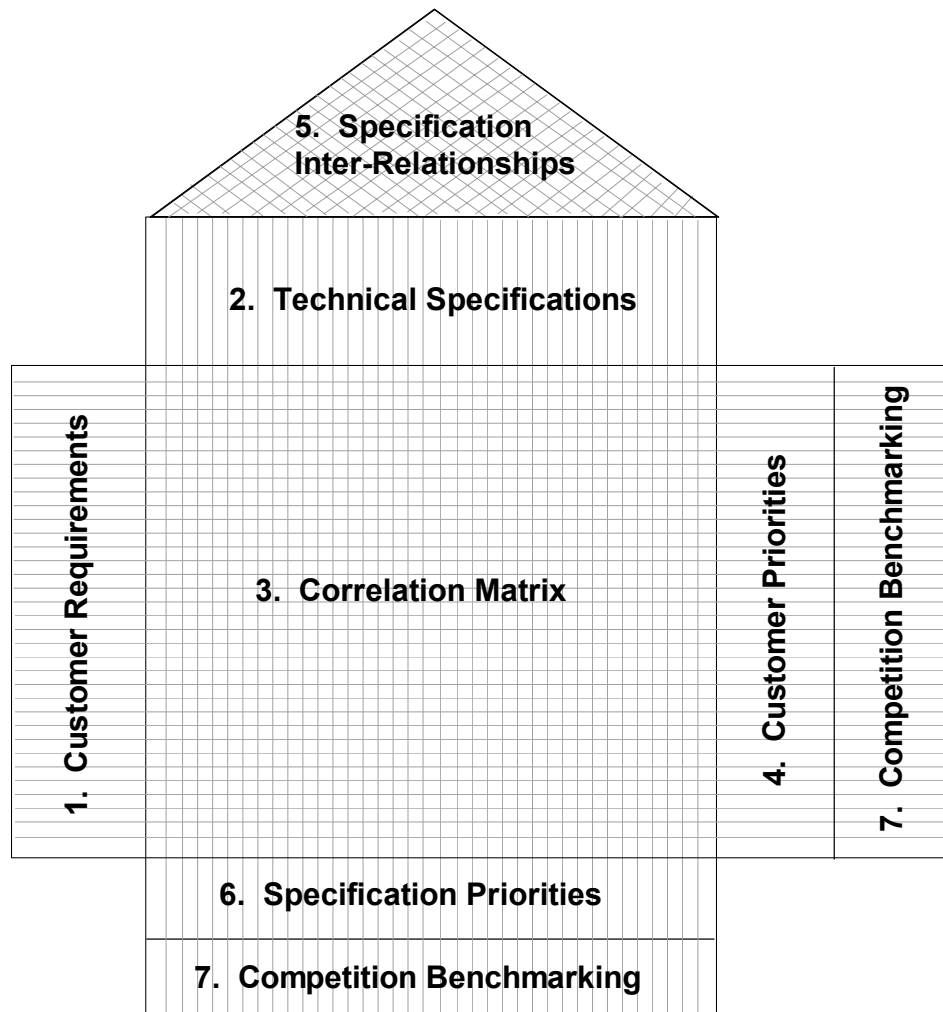 5. Specification
Inter-Relationships
2. Technical Specifications
1. Customer Requirements
3. Correlation Matrix
4. Customer Priorities
7. Competition Benchmarking
6. Specification Priorities
7. Competition Benchmarking